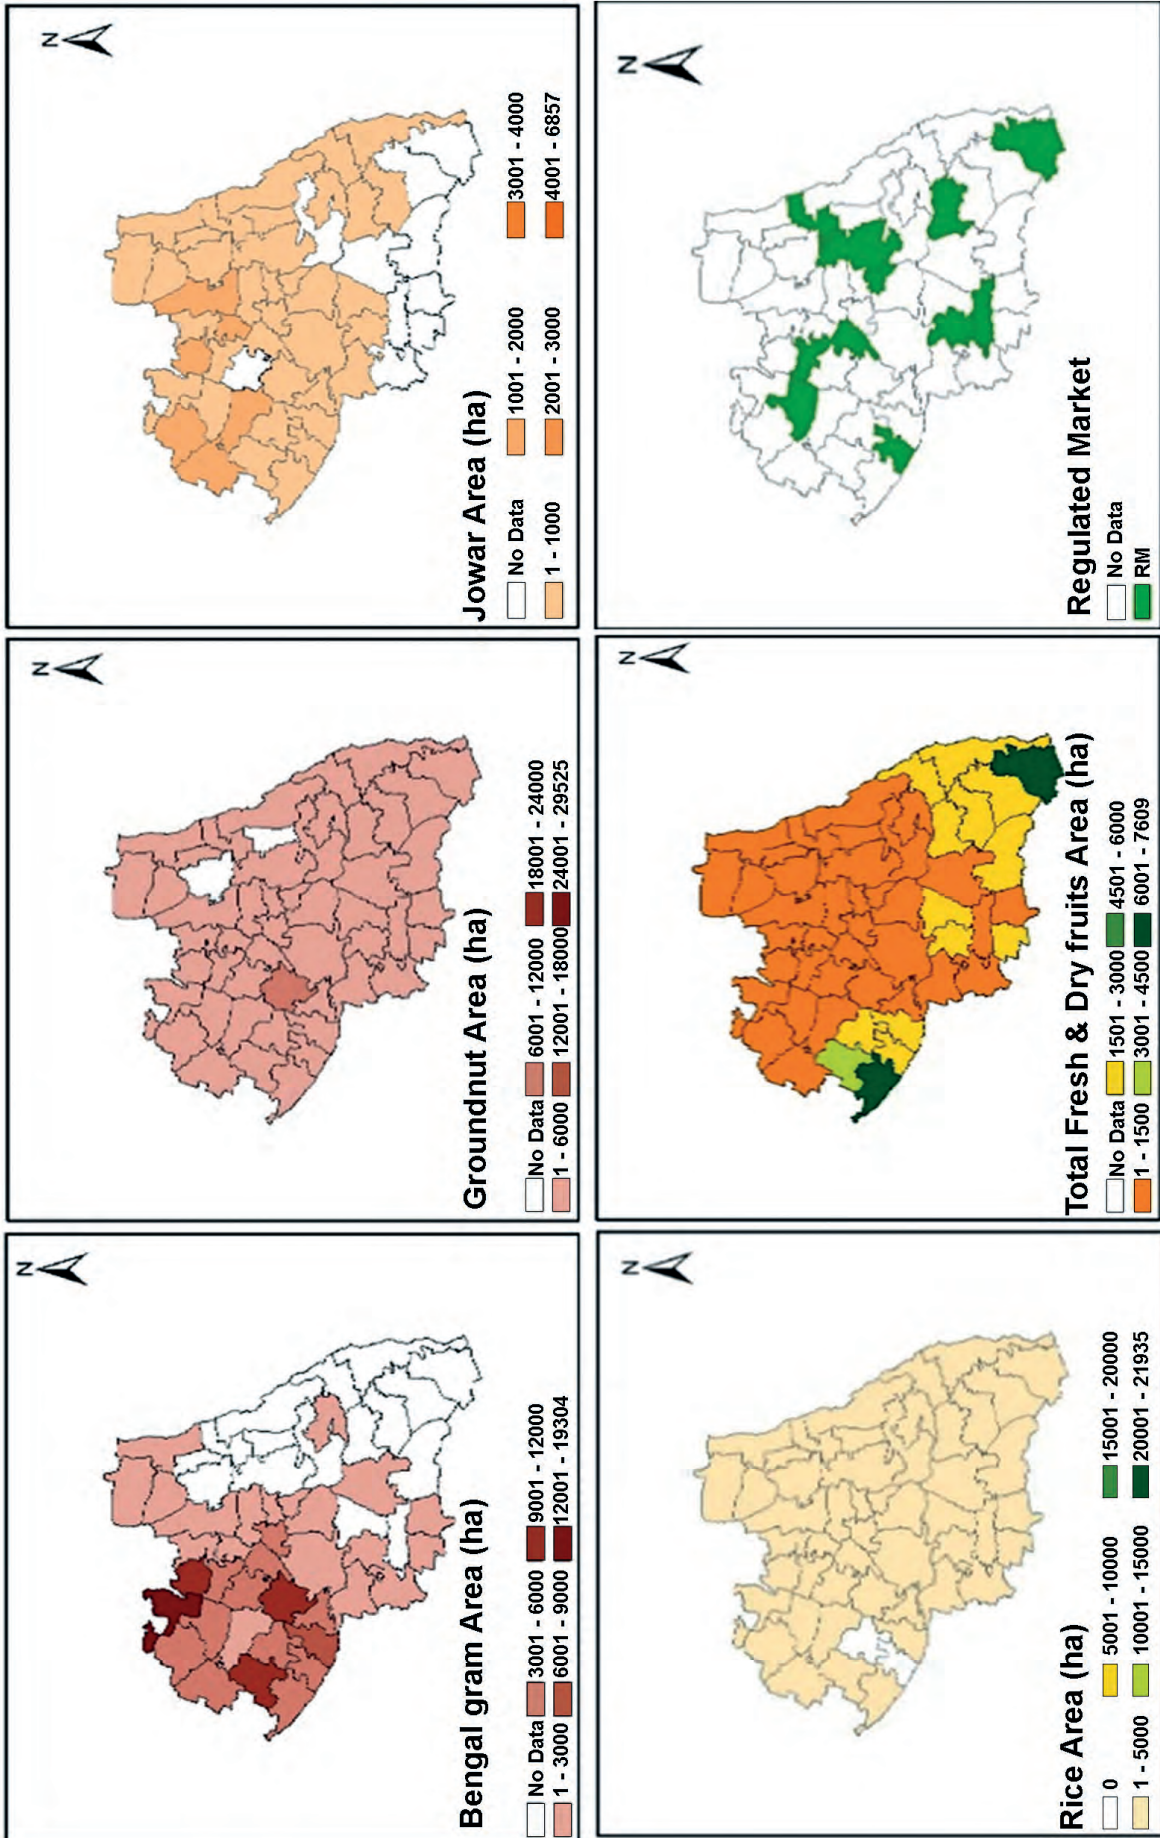 N
Bengal gram Area (ha)
No Data 3001 - 6000 9001 - 12000
1 - 3000 6001 - 9000 12001 - 19304
N
Groundnut Area (ha)
No Data 6001 - 12000 18001 - 24000
1 - 6000 12001 - 18000 24001 - 29525
N
Jowar Area (ha)
No Data 1001 - 2000 3001 - 4000
1 - 1000 2001 - 3000 4001 - 6857
N
Rice Area (ha)
0 5001 - 10000 15001 - 20000
1 - 5000 10001 - 15000 20001 - 21935
N
Total Fresh & Dry fruits Area (ha)
No Data 1501 - 3000 4501 - 6000
1 - 1500 3001 - 4500 6001 - 7609
N
Regulated Market
No Data
RM